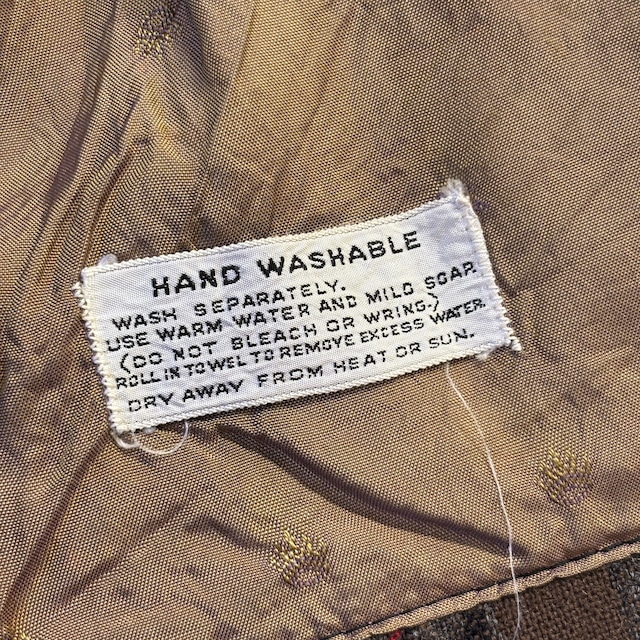 HAND WASHABLE
WASH SEPARATELY.
USE WARM WATER AND MILD SOAP.
(DO NOT BLEACH OR WRING.)
ROLL IN TOWEL TO REMOVE EXCESS WATER.
DRY AWAY FROM HEAT OR SUN.